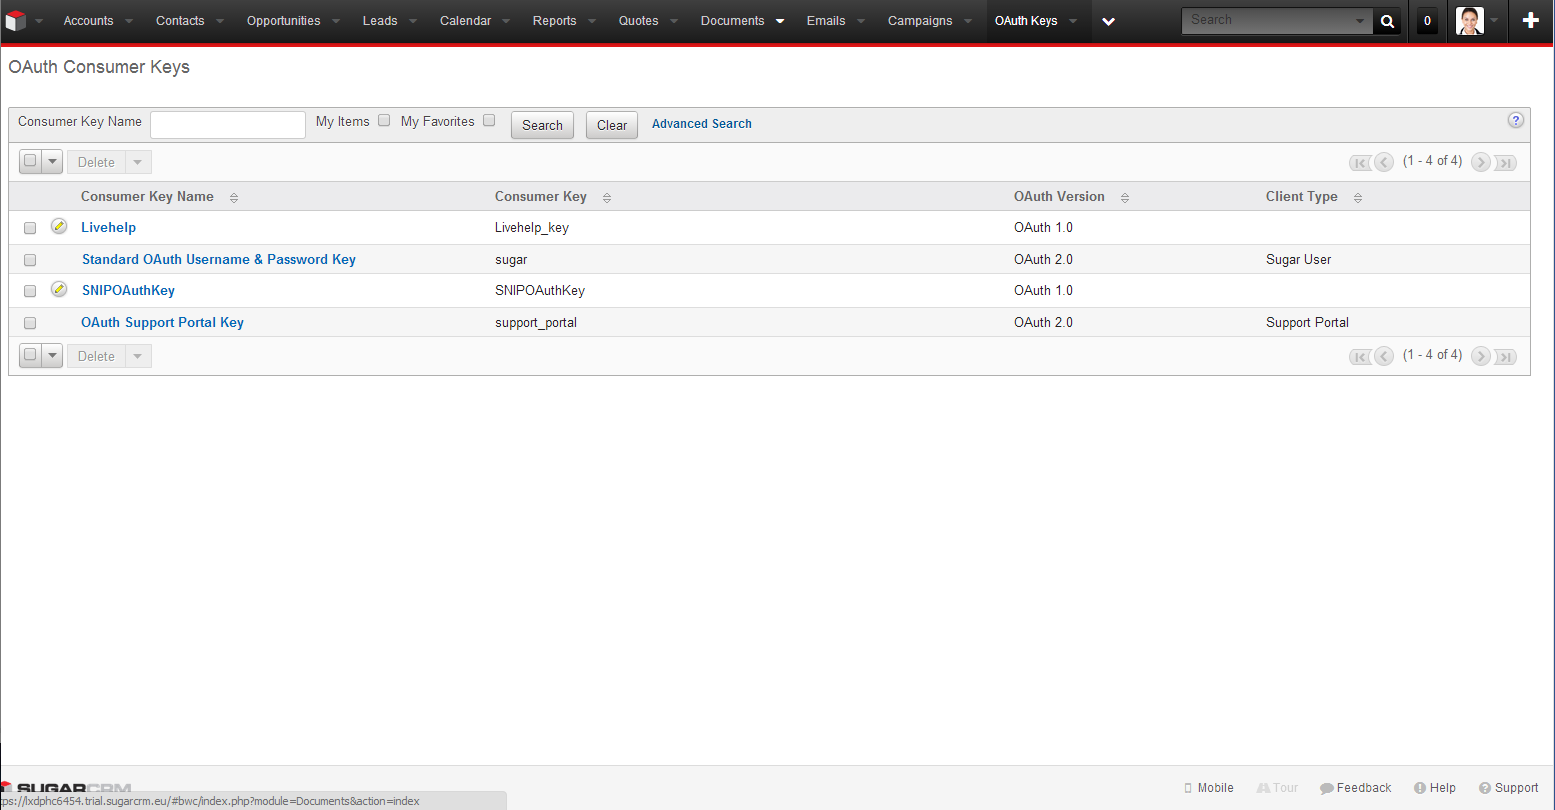 Accounts Contacts Opportunities Leads Calendar Reports Quotes Documents Emails Campaigns OAuth Keys Search 0
OAuth Consumer Keys
Consumer Key Name My Items My Favorites Search Clear Advanced Search ?
Delete (1 - 4 of 4)
Consumer Key Name Consumer Key OAuth Version Client Type
Livehelp Livehelp_key OAuth 1.0
Standard OAuth Username & Password Key sugar OAuth 2.0 Sugar User
SNIPOAuthKey SNIPOAuthKey OAuth 1.0
OAuth Support Portal Key support_portal OAuth 2.0 Support Portal
Delete (1 - 4 of 4)
SUGARCRM Mobile Tour Feedback Help Support
tps://lxdphc6454.trial.sugarcrm.eu/#bwc/index.php?module=Documents&action=index